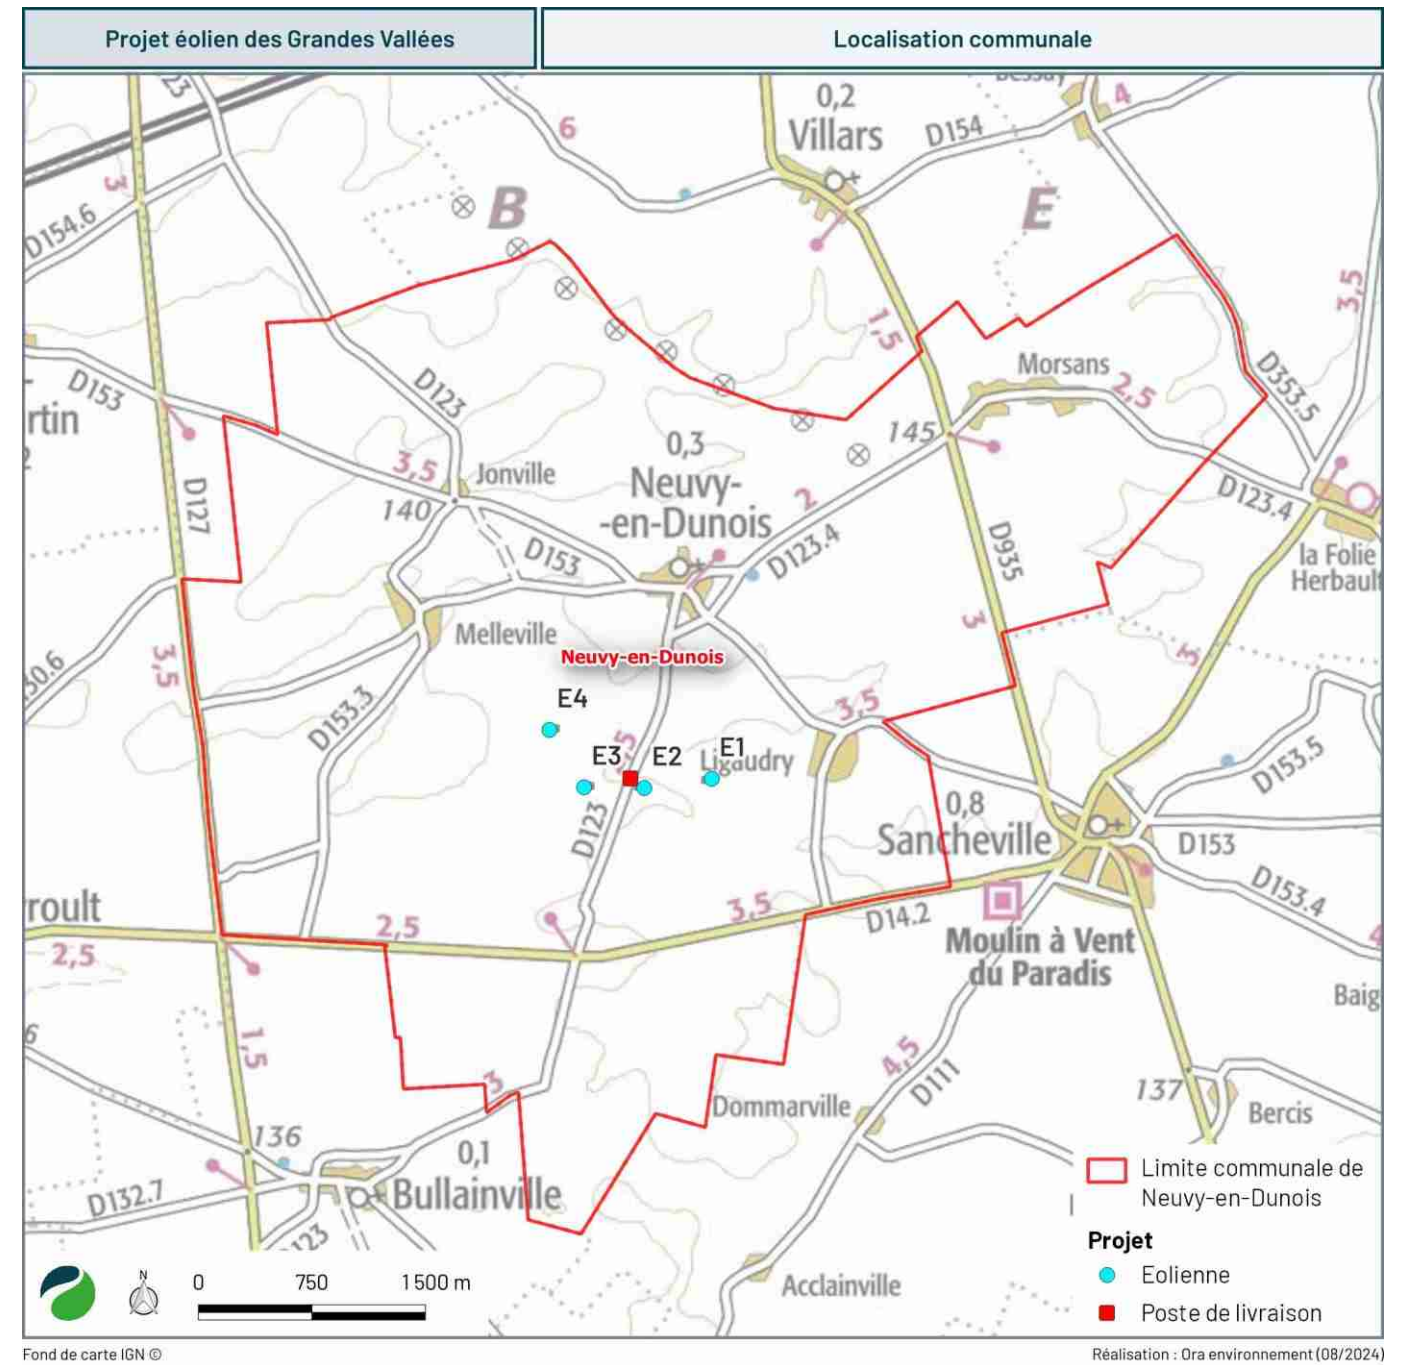 Projet éolien des Grandes Vallées
Localisation communale
0,2
Villars
D154
4
6
3
D154.6
B
E
3,5
1,5
D153
rtin
D123
Morsans
2,5
D353.5
145
3,5
Jonville
0,3
Neuvy-
-en-Dunois
140
D127
2
D123.4
D153
D935
D123.4
la Folie
Herbault
Melleville
Neuvy-en-Dunois
3
3
3,5
D153.3
E4
3,5
E3
E2
E1
Ligaudry
D153.5
D123
0,8
Sancheville
D153
D153.4
roult
2,5
3,5
D14.2
2,5
4
Moulin à Vent
du Paradis
Baig
6
1,5
3
4,5
D111
137
Dommarville
Bercis
136
0,1
D132.7
Bullainville
Limite communale de
Neuvy-en-Dunois
Projet
Eolienne
Poste de livraison
N
0 750 1 500 m
Acclainville
Fond de carte IGN ©
Réalisation : Ora environnement (08/2024)